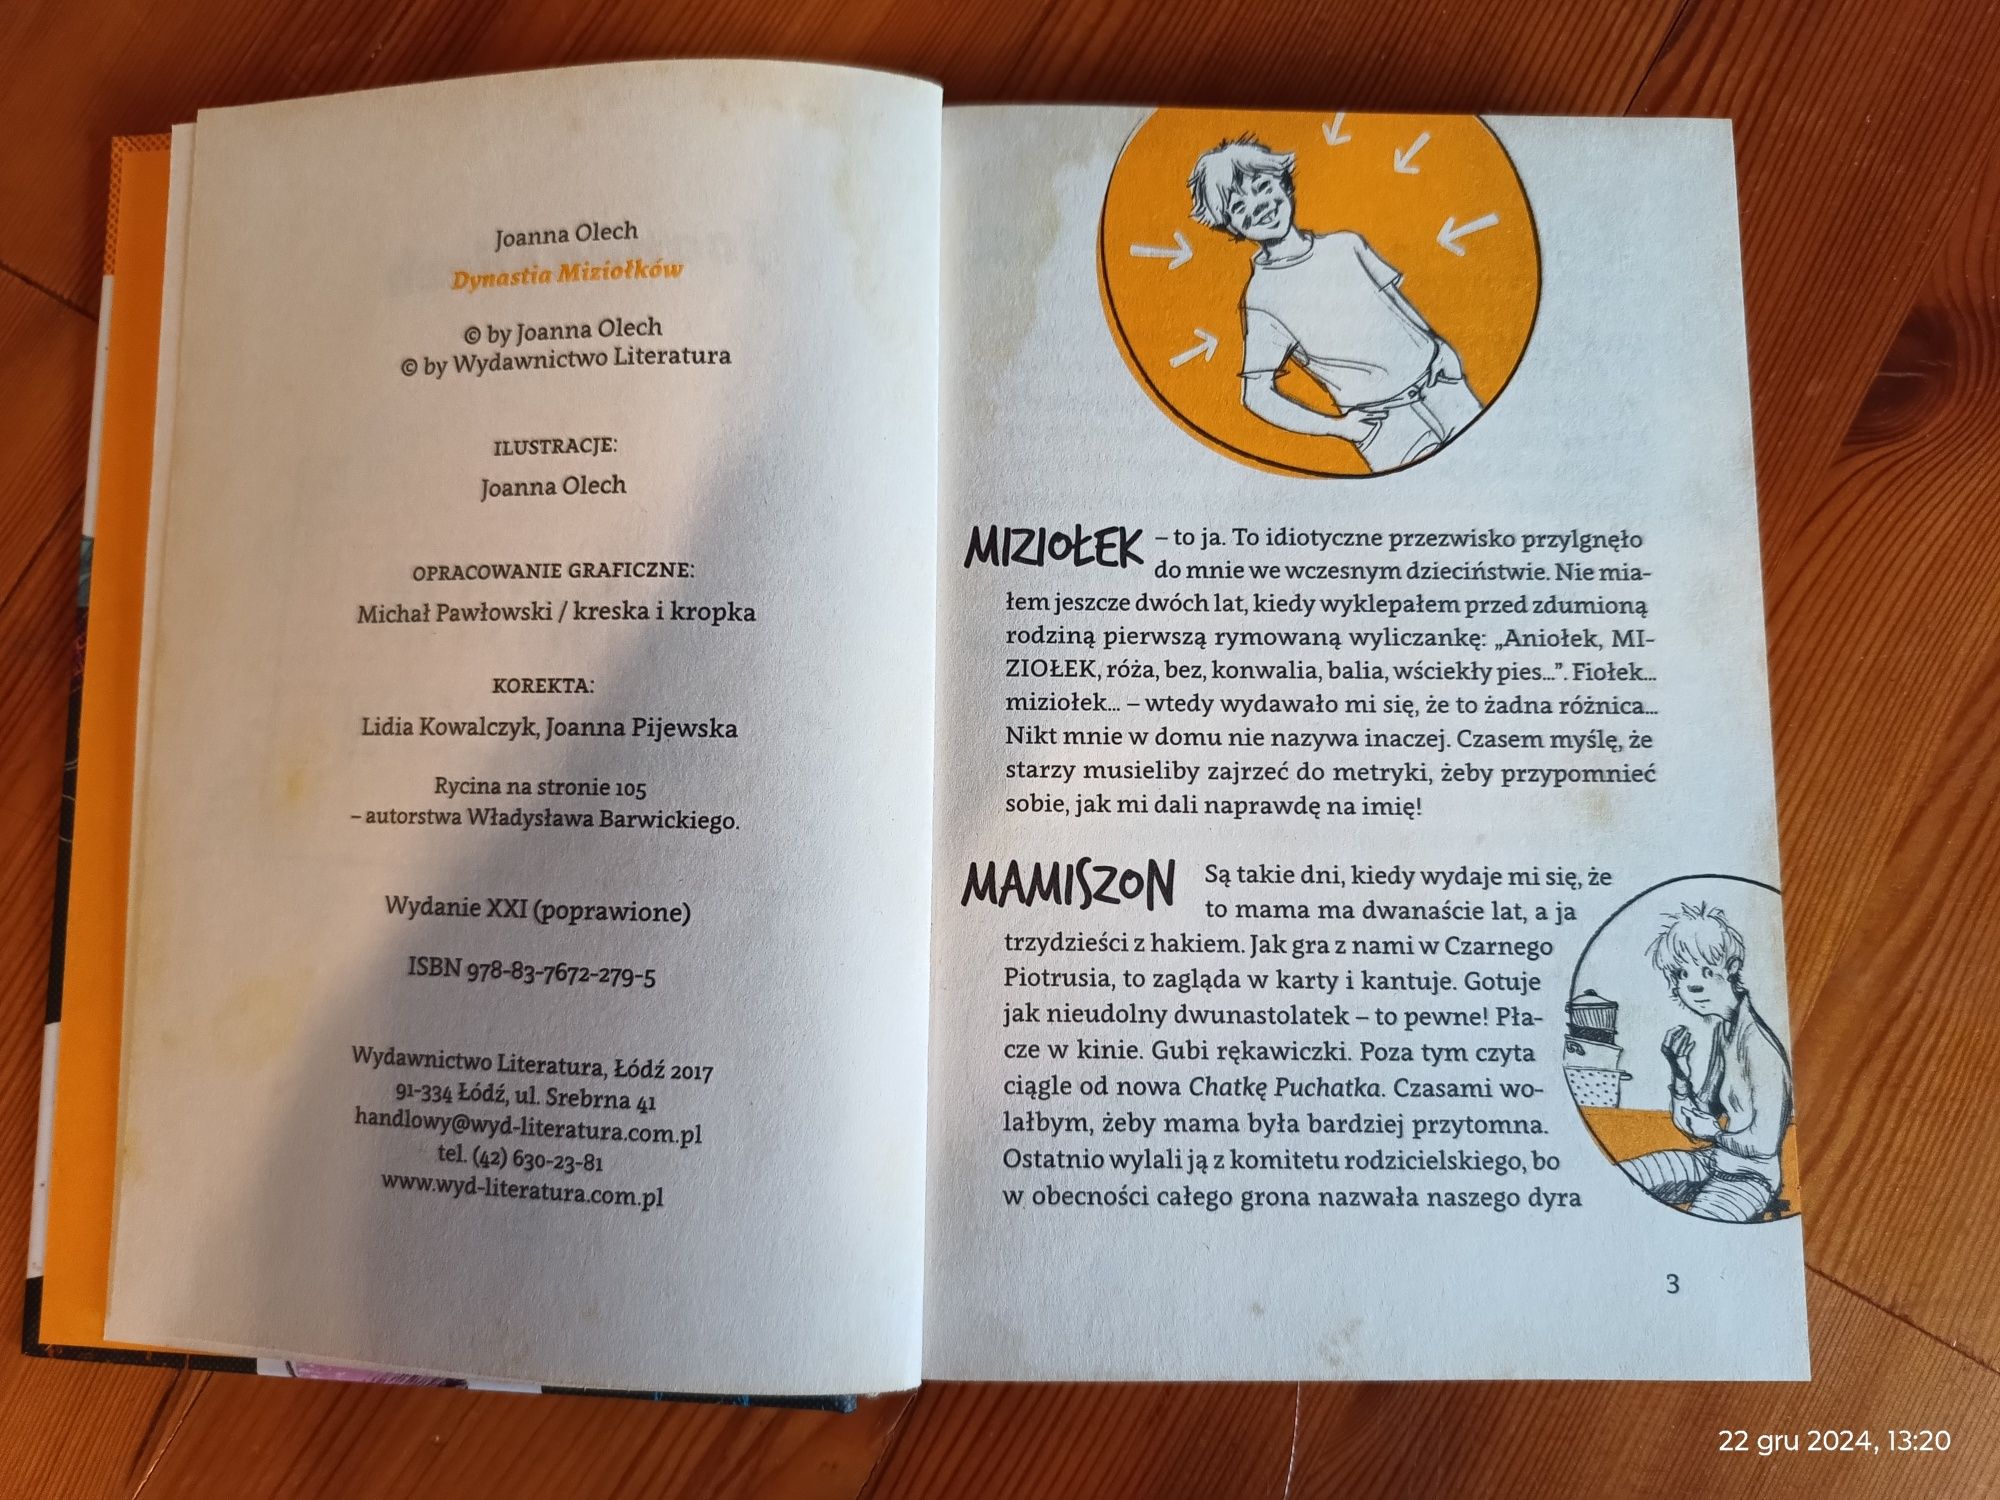 Joanna Olech
Dynastia Miziołków
© by Joanna Olech
© by Wydawnictwo Literatura
ILUSTRACJE:
Joanna Olech
OPRACOWANIE GRAFICZNE:
Michał Pawłowski / kreska i kropka
KOREKTA:
Lidia Kowalczyk, Joanna Pijewska
Rycina na stronie 105
– autorstwa Władysława Barwickiego.
Wydanie XXI (poprawione)
ISBN 978-83-7672-279-5
Wydawnictwo Literatura, Łódź 2017
91-334 Łódź, ul. Srebrna 41
handlowy@wyd-literatura.com.pl
tel. (42) 630-23-81
www.wyd-literatura.com.pl
MIZIOŁEK – to ja. To idiotyczne przezwisko przylgnęło
do mnie we wczesnym dzieciństwie. Nie mia-
łem jeszcze dwóch lat, kiedy wyklepałem przed zdumioną
rodziną pierwszą rymowaną wyliczankę: „Aniołek, MI-
ZIOŁEK, róża, bez, konwalia, balia, wściekły pies...”. Fiołek...
miziołek... – wtedy wydawało mi się, że to żadna różnica...
Nikt mnie w domu nie nazywa inaczej. Czasem myślę, że
starzy musieliby zajrzeć do metryki, żeby przypomnieć
sobie, jak mi dali naprawdę na imię!
MAMISZON Są takie dni, kiedy wydaje mi się, że
to mama ma dwanaście lat, a ja
trzydzieści z hakiem. Jak gra z nami w Czarnego
Piotrusia, to zagląda w karty i kantuje. Gotuje
jak nieudolny dwunastolatek – to pewne! Pła-
cze w kinie. Gubi rękawiczki. Poza tym czyta
ciągle od nowa Chatkę Puchatka. Czasami wo-
lałbym, żeby mama była bardziej przytomna.
Ostatnio wylali ją z komitetu rodzicielskiego, bo
w obecności całego grona nazwała naszego dyra
3
22 gru 2024, 13:20